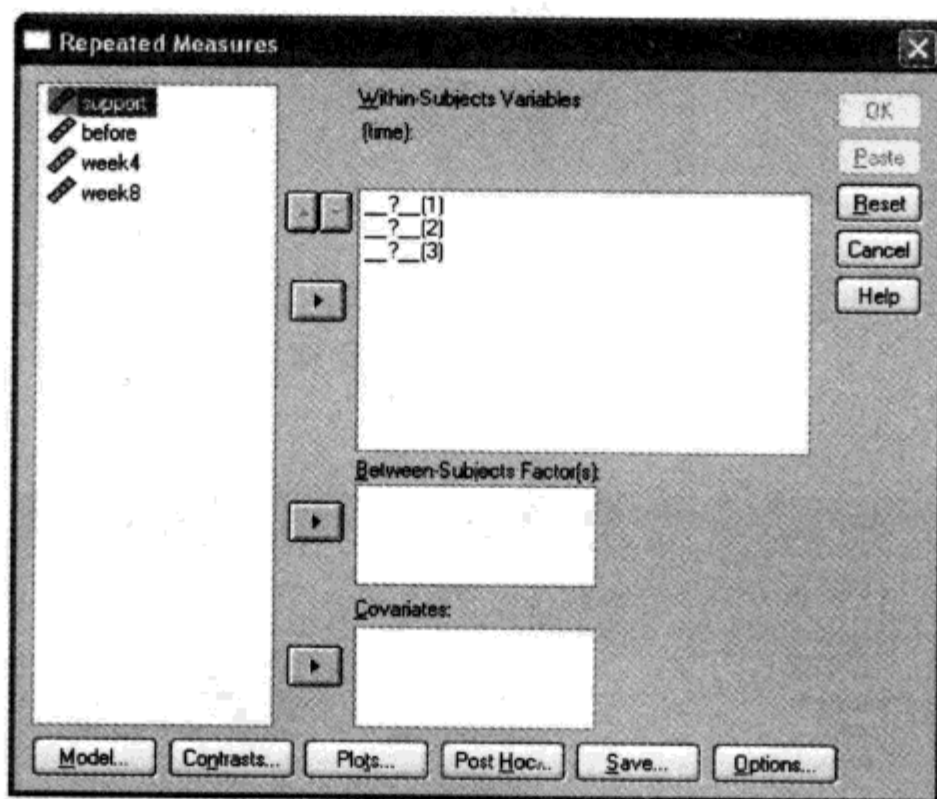 Repeated Measures
support
before
week4
week8
Within-Subjects Variables
(time):
__?__(1)
__?__(2)
__?__(3)
OK
Paste
Reset
Cancel
Help
Between-Subjects Factor(s):
Covariates:
Model...
Contrasts...
Plots...
Post Hoc...
Save...
Options...